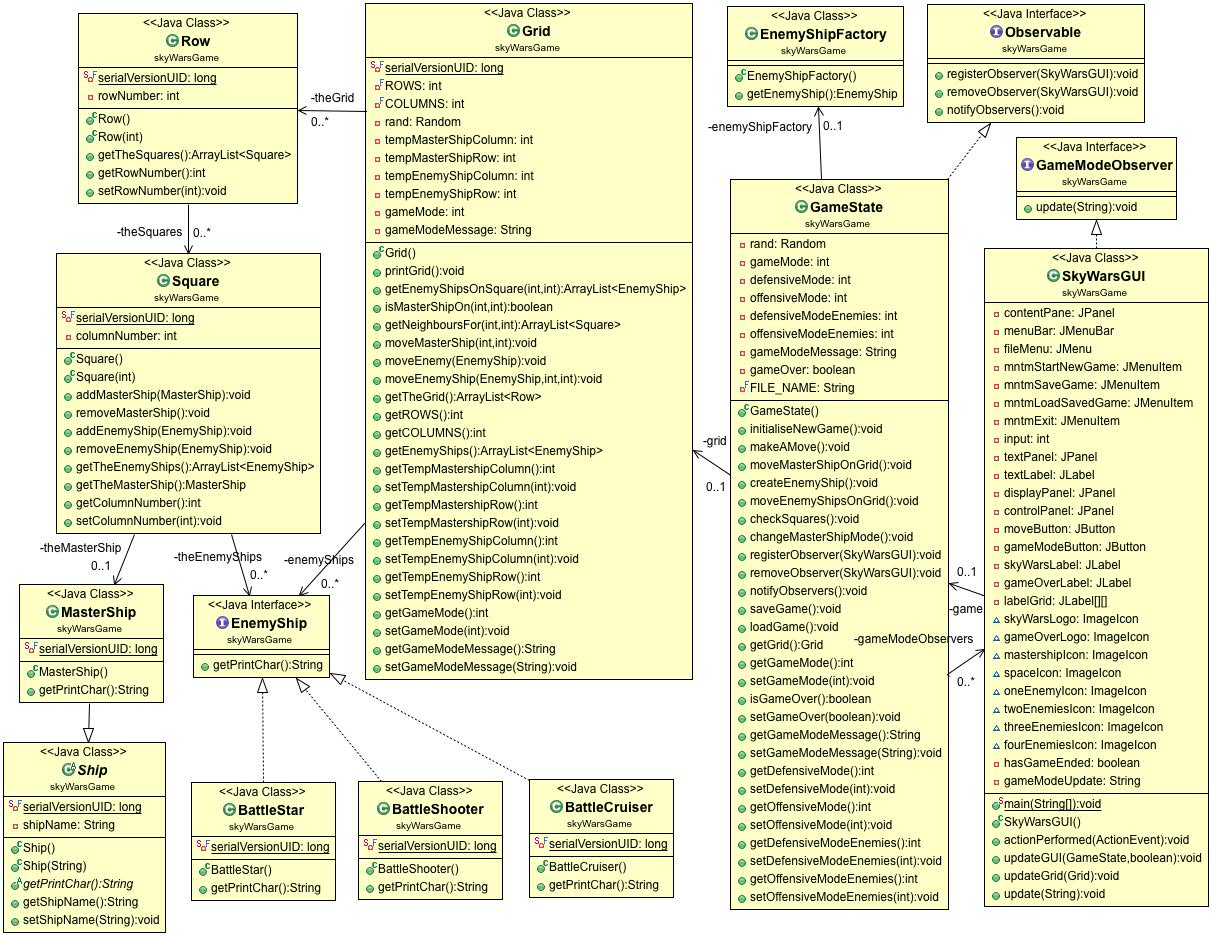 <<Java Class>>
Row
skyWarsGame
serialVersionUID: long
rowNumber: int
Row()
Row(int)
getTheSquares():ArrayList<Square>
getRowNumber():int
setRowNumber(int):void
-theGrid
0..*
<<Java Class>>
Grid
skyWarsGame
serialVersionUID: long
ROWS: int
COLUMNS: int
rand: Random
tempMasterShipColumn: int
tempMasterShipRow: int
tempEnemyShipColumn: int
tempEnemyShipRow: int
gameMode: int
gameModeMessage: String
Grid()
printGrid():void
getEnemyShipsOnSquare(int,int):ArrayList<EnemyShip>
isMasterShipOn(int,int):boolean
getNeighboursFor(int,int):ArrayList<Square>
moveMasterShip(int,int):void
moveEnemy(EnemyShip):void
moveEnemyShip(EnemyShip,int,int):void
getTheGrid():ArrayList<Row>
getROWS():int
getCOLUMNS():int
getEnemyShips():ArrayList<EnemyShip>
getTempMastershipColumn():int
setTempMastershipColumn(int):void
getTempMastershipRow():int
setTempMastershipRow(int):void
getTempEnemyShipColumn():int
setTempEnemyShipColumn(int):void
getTempEnemyShipRow():int
setTempEnemyShipRow(int):void
getGameMode():int
setGameMode(int):void
getGameModeMessage():String
setGameModeMessage(String):void
<<Java Class>>
EnemyShipFactory
skyWarsGame
EnemyShipFactory()
getEnemyShip():EnemyShip
-enemyShipFactory
0..1
<<Java Interface>>
Observable
skyWarsGame
registerObserver(SkyWarsGUI):void
removeObserver(SkyWarsGUI):void
notifyObservers():void
<<Java Interface>>
GameModeObserver
skyWarsGame
update(String):void
-theSquares
0..*
<<Java Class>>
Square
skyWarsGame
serialVersionUID: long
columnNumber: int
Square()
Square(int)
addMasterShip(MasterShip):void
removeMasterShip():void
addEnemyShip(EnemyShip):void
removeEnemyShip(EnemyShip):void
getTheEnemyShips():ArrayList<EnemyShip>
getTheMasterShip():MasterShip
getColumnNumber():int
setColumnNumber(int):void
<<Java Class>>
GameState
skyWarsGame
rand: Random
gameMode: int
defensiveMode: int
offensiveMode: int
defensiveModeEnemies: int
offensiveModeEnemies: int
gameModeMessage: String
gameOver: boolean
FILE_NAME: String
GameState()
initialiseNewGame():void
makeAMove():void
moveMasterShipOnGrid():void
createEnemyShip():void
moveEnemyShipsOnGrid():void
checkSquares():void
changeMasterShipMode():void
registerObserver(SkyWarsGUI):void
removeObserver(SkyWarsGUI):void
notifyObservers():void
saveGame():void
loadGame():void
getGrid():Grid
getGameMode():int
setGameMode(int):void
isGameOver():boolean
setGameOver(boolean):void
getGameModeMessage():String
setGameModeMessage(String):void
getDefensiveMode():int
setDefensiveMode(int):void
getOffensiveMode():int
setOffensiveMode(int):void
getDefensiveModeEnemies():int
setDefensiveModeEnemies(int):void
getOffensiveModeEnemies():int
setOffensiveModeEnemies(int):void
-grid
0..1
<<Java Class>>
SkyWarsGUI
skyWarsGame
contentPane: JPanel
menuBar: JMenuBar
fileMenu: JMenu
mntmStartNewGame: JMenuItem
mntmSaveGame: JMenuItem
mntmLoadSavedGame: JMenuItem
mntmExit: JMenuItem
input: int
textPanel: JPanel
textLabel: JLabel
displayPanel: JPanel
controlPanel: JPanel
moveButton: JButton
gameModeButton: JButton
skyWarsLabel: JLabel
gameOverLabel: JLabel
labelGrid: JLabel[][]
skyWarsLogo: ImageIcon
gameOverLogo: ImageIcon
mastershipIcon: ImageIcon
spaceIcon: ImageIcon
oneEnemyIcon: ImageIcon
twoEnemiesIcon: ImageIcon
threeEnemiesIcon: ImageIcon
fourEnemiesIcon: ImageIcon
hasGameEnded: boolean
gameModeUpdate: String
main(String[]):void
SkyWarsGUI()
actionPerformed(ActionEvent):void
updateGUI(GameState,boolean):void
updateGrid(Grid):void
update(String):void
0..1
-game
-gameModeObservers
0..*
-theMasterShip
0..1
-theEnemyShips
0..*
-enemyShips
0..*
<<Java Class>>
MasterShip
skyWarsGame
serialVersionUID: long
MasterShip()
getPrintChar():String
<<Java Interface>>
EnemyShip
skyWarsGame
getPrintChar():String
<<Java Class>>
Ship
skyWarsGame
serialVersionUID: long
shipName: String
Ship()
Ship(String)
getPrintChar():String
getShipName():String
setShipName(String):void
<<Java Class>>
BattleStar
skyWarsGame
serialVersionUID: long
BattleStar()
getPrintChar():String
<<Java Class>>
BattleShooter
skyWarsGame
serialVersionUID: long
BattleShooter()
getPrintChar():String
<<Java Class>>
BattleCruiser
skyWarsGame
serialVersionUID: long
BattleCruiser()
getPrintChar():String